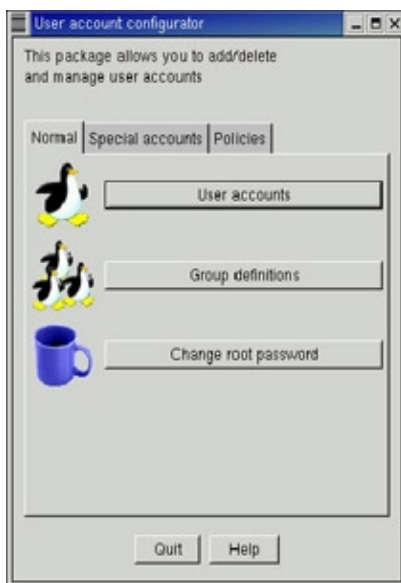 User account configurator
This package allows you to add/delete
and manage user accounts
Normal Special accounts Policies
User accounts
Group definitions
Change root password
Quit Help